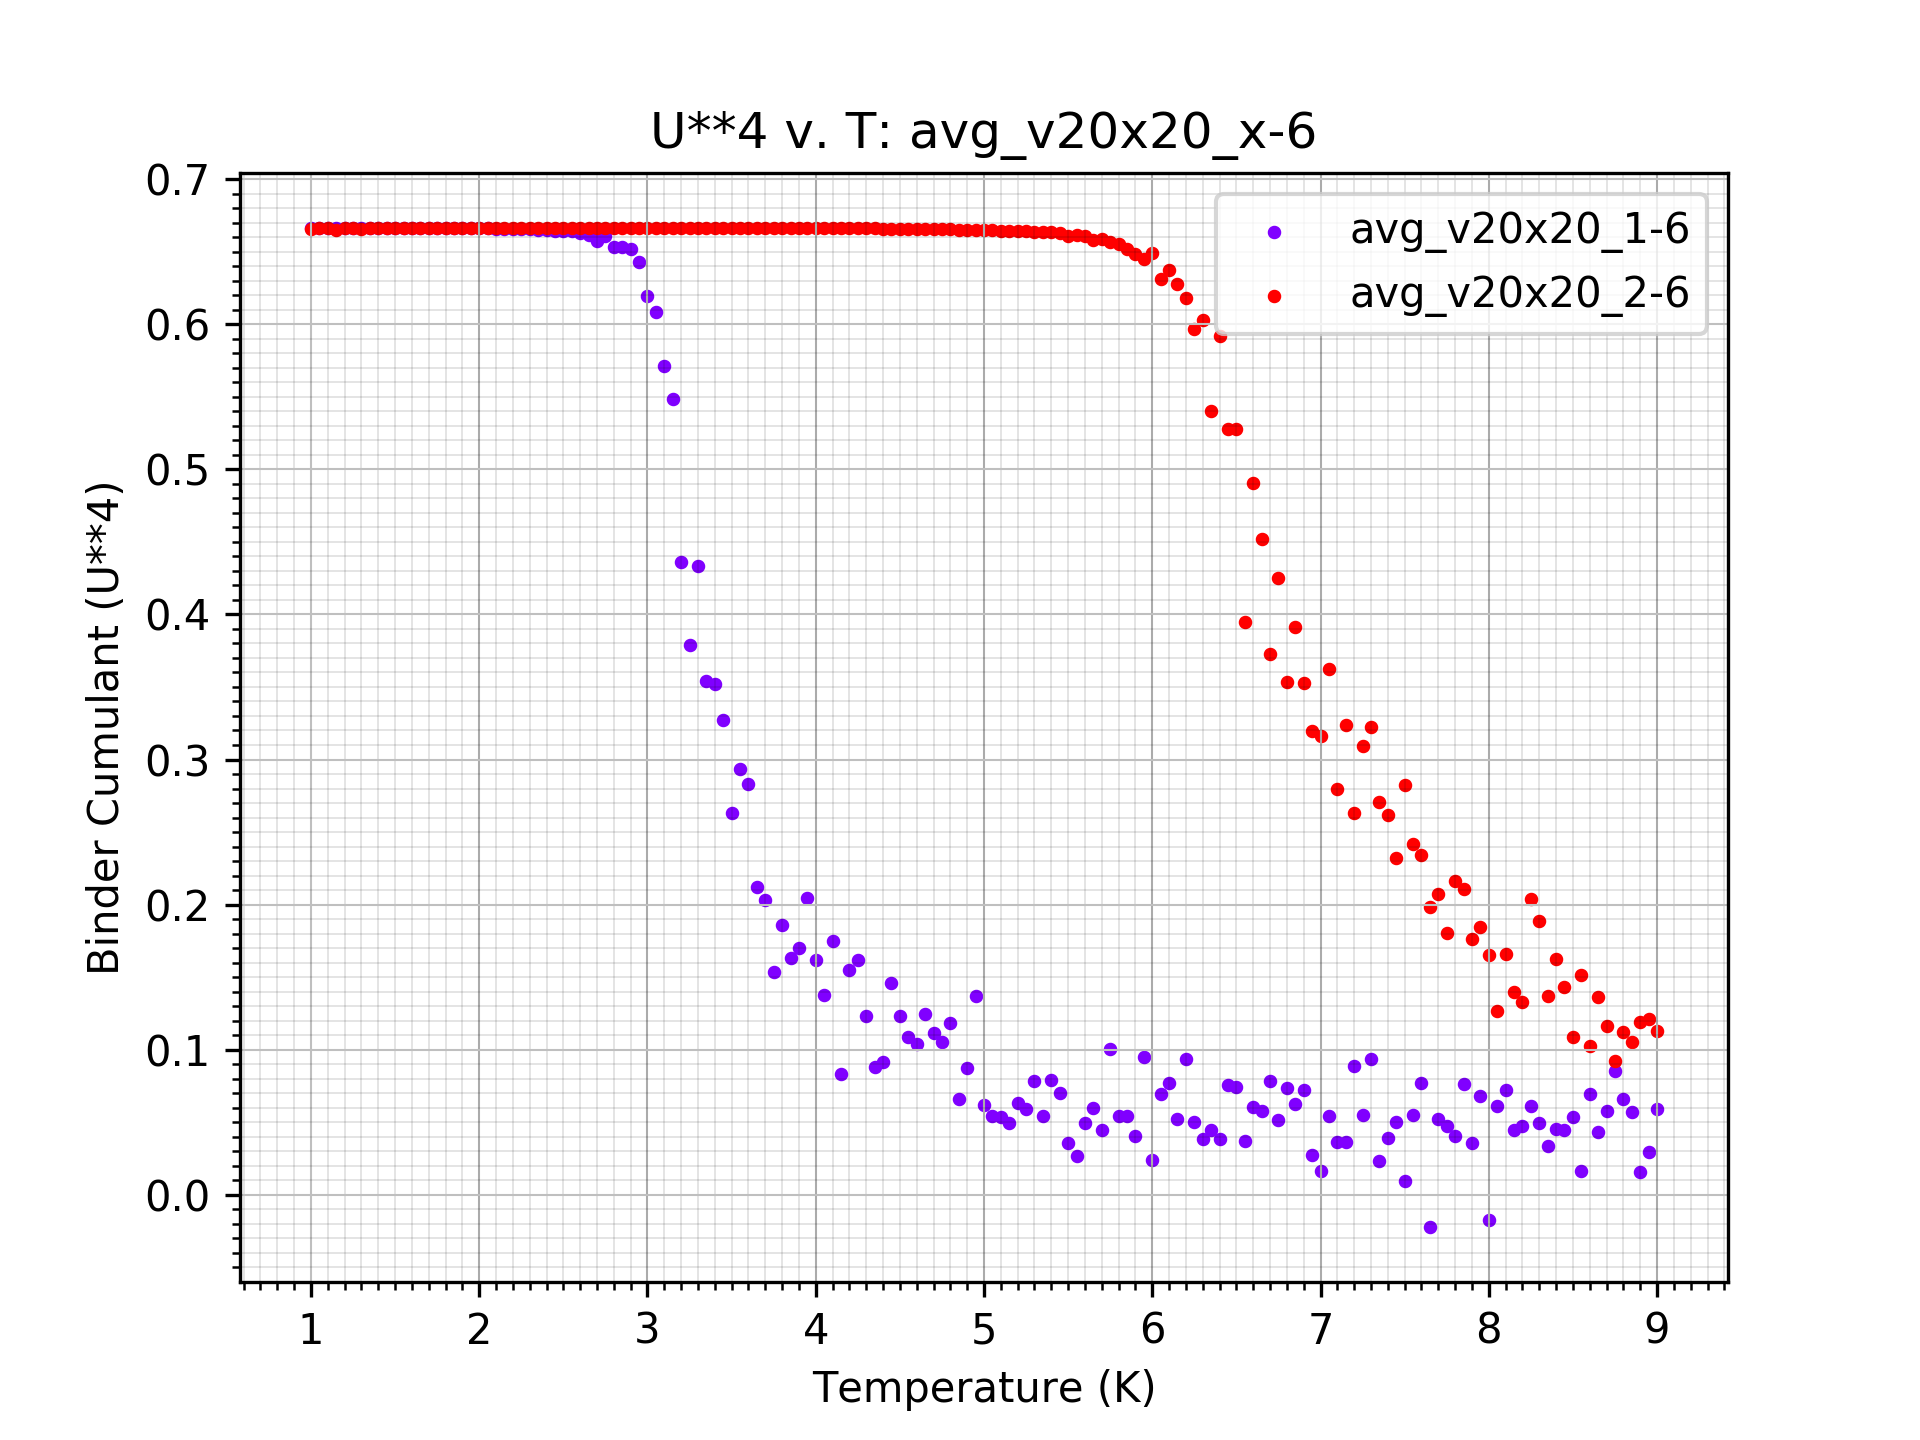 U**4 v. T: avg_v20x20_x-6
avg_v20x20_1-6
avg_v20x20_2-6
0.7
0.6
0.5
0.4
0.3
0.2
0.1
0.0
Binder Cumulant (U**4)
1 2 3 4 5 6 7 8 9
Temperature (K)